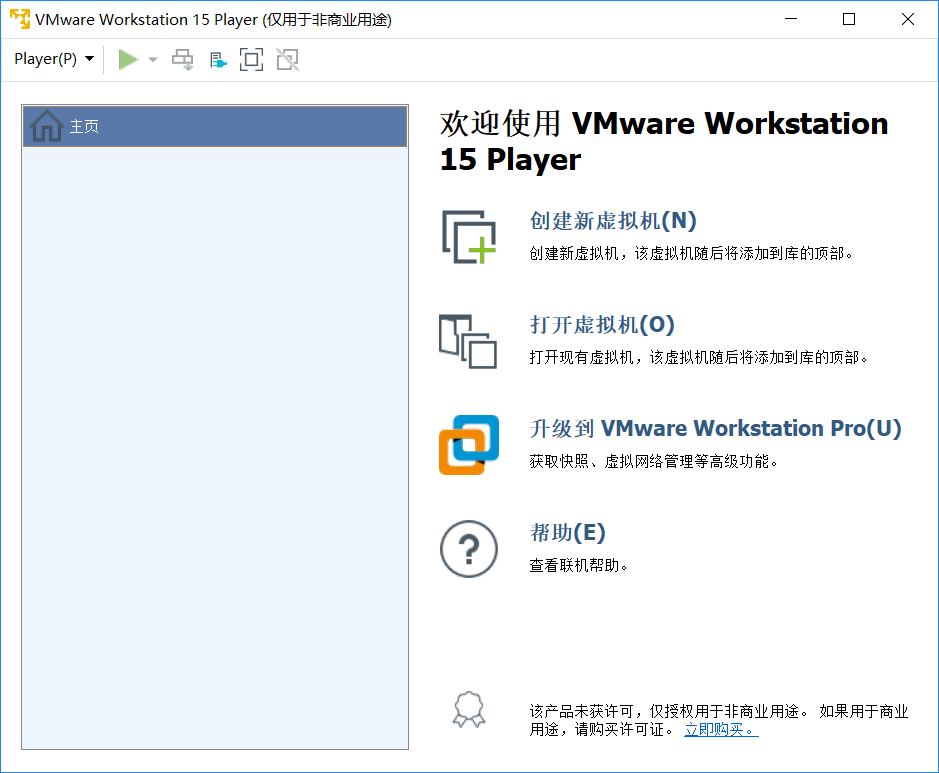 VMware Workstation 15 Player (仅用于非商业用途)
Player(P)
主页
欢迎使用 VMware Workstation
15 Player
创建新虚拟机(N)
创建新虚拟机，该虚拟机随后将添加到库的顶部。
打开虚拟机(O)
打开现有虚拟机，该虚拟机随后将添加到库的顶部。
升级到 VMware Workstation Pro(U)
获取快照、虚拟网络管理等高级功能。
帮助(E)
查看联机帮助。
该产品未获许可，仅授权用于非商业用途。 如果用于商业
用途，请购买许可证。 立即购买。